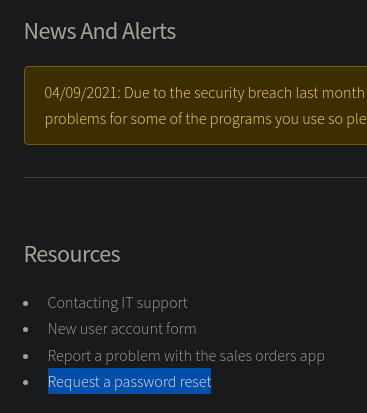 News And Alerts
04/09/2021: Due to the security breach last month
problems for some of the programs you use so ple
Resources
Contacting IT support
New user account form
Report a problem with the sales orders app
Request a password reset